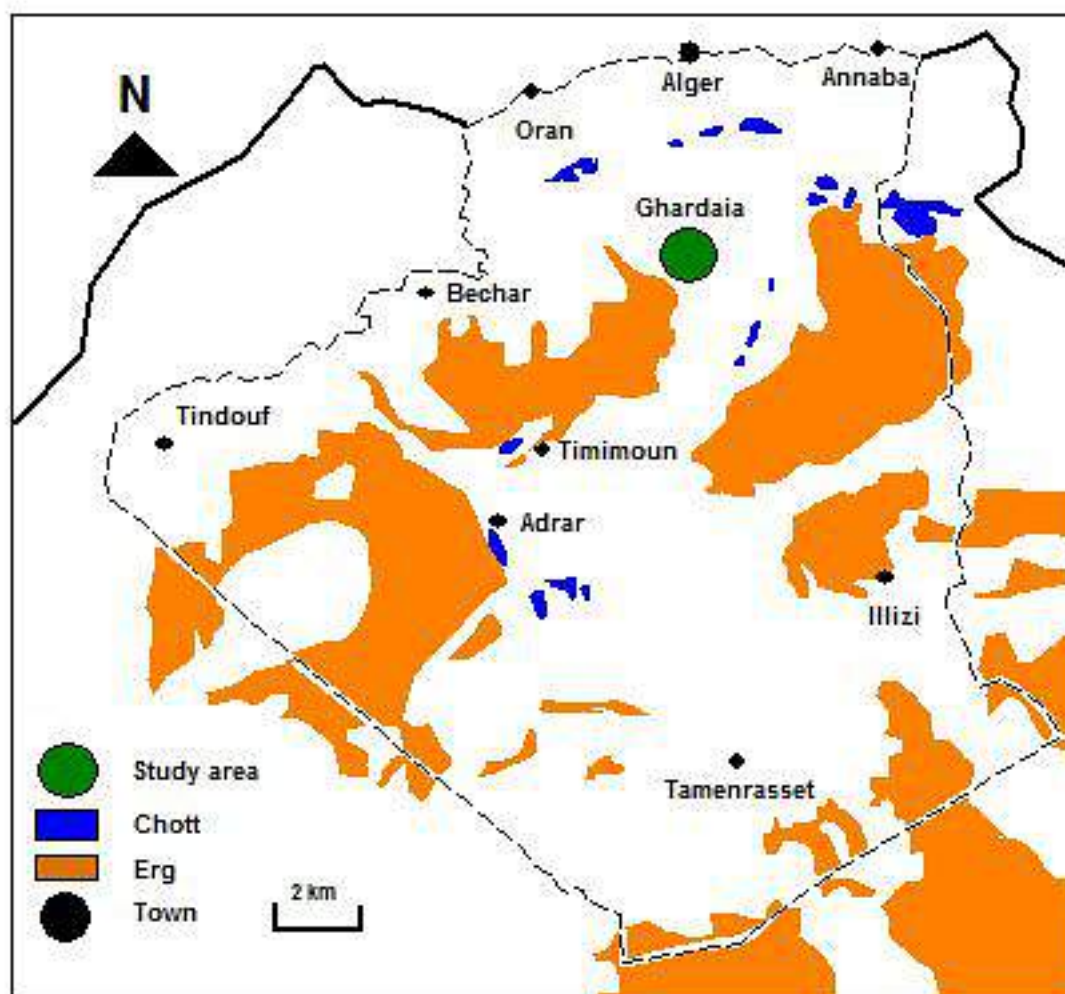 N
Alger
Annaba
Oran
Ghardaia
Bechar
Tindouf
Timimoun
Adrar
Illizi
Tamenrasset
Study area
Chott
Erg
Town
2 km